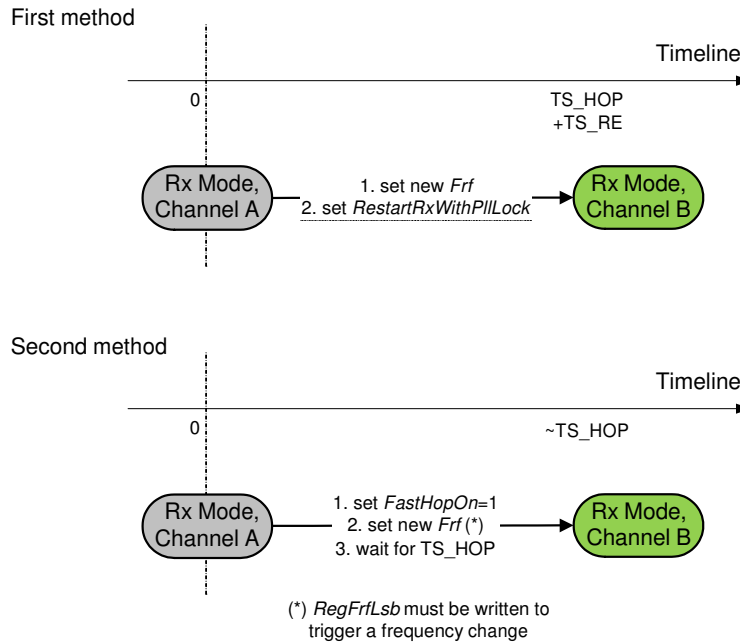 First method
Timeline
0
TS_HOP
+TS_RE
Rx Mode,
Channel A
1. set new Frf
2. set RestartRxWithPllLock
Rx Mode,
Channel B
Second method
Timeline
0
~TS_HOP
Rx Mode,
Channel A
1. set FastHopOn=1
2. set new Frf (*)
3. wait for TS_HOP
Rx Mode,
Channel B
(*) RegFrfLsb must be written to
trigger a frequency change